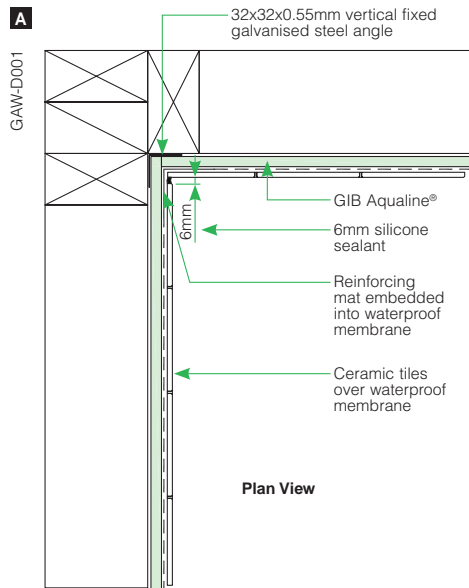 A
GAW-D001
32x32x0.55mm vertical fixed
galvanised steel angle
GIB Aqualine®
6mm silicone
sealant
6mm
Reinforcing
mat embedded
into waterproof
membrane
Ceramic tiles
over waterproof
membrane
Plan View